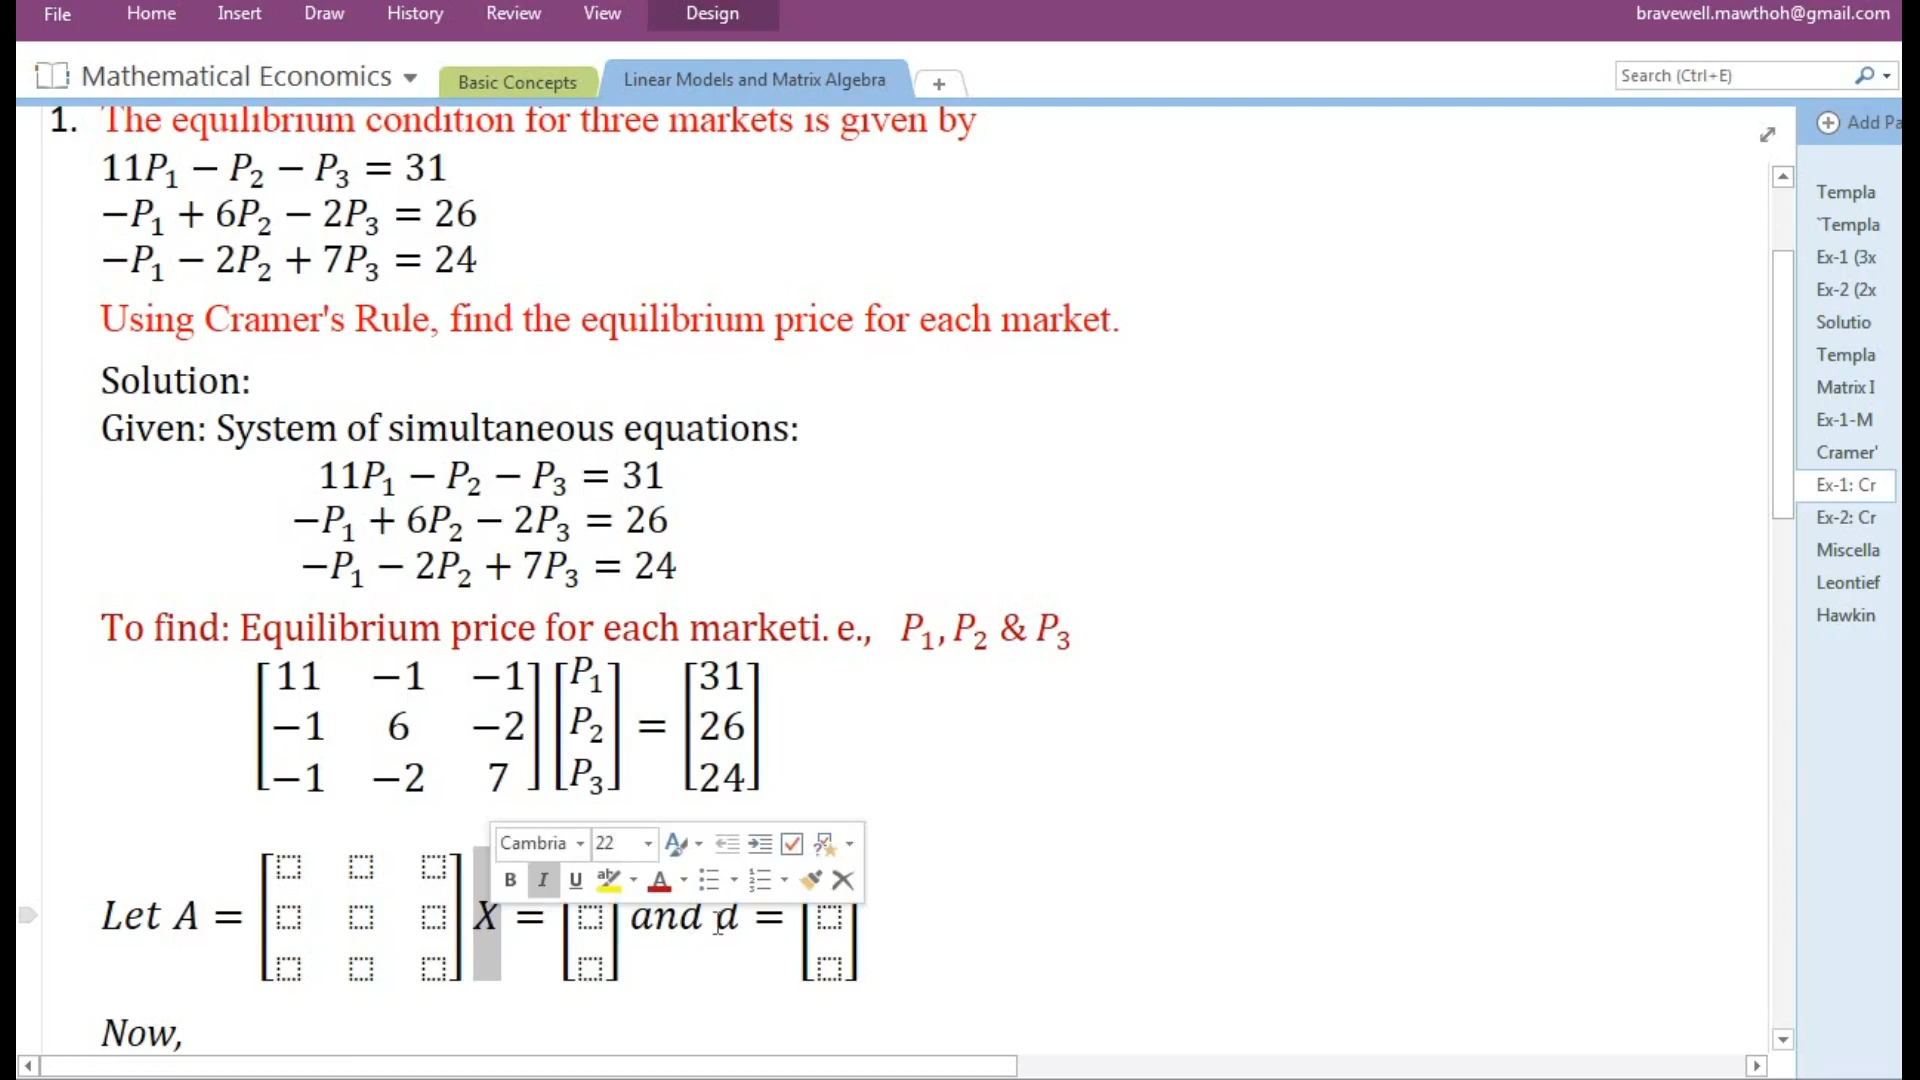 File Home Insert Draw History Review View Design bravewell.mawthoh@gmail.com
Mathematical Economics Basic Concepts Linear Models and Matrix Algebra + Search (Ctrl+E)
Add Pa
1. The equilibrium condition for three markets is given by
11P₁ − P₂ − P₃ = 31
−P₁ + 6P₂ − 2P₃ = 26
−P₁ − 2P₂ + 7P₃ = 24
Using Cramer's Rule, find the equilibrium price for each market.
Solution:
Given: System of simultaneous equations:
11P₁ − P₂ − P₃ = 31
−P₁ + 6P₂ − 2P₃ = 26
−P₁ − 2P₂ + 7P₃ = 24
To find: Equilibrium price for each marketi. e., P₁, P₂ & P₃
[11 −1 −1] [P₁] [31]
[−1 6 −2] [P₂] = [26]
[−1 −2 7] [P₃] [24]
Cambria 22
B I U ab A
Let A = X = and d =
Now,
Templa
`Templa
Ex-1 (3x
Ex-2 (2x
Solutio
Templa
Matrix I
Ex-1-M
Cramer'
Ex-1: Cr
Ex-2: Cr
Miscella
Leontief
Hawkin